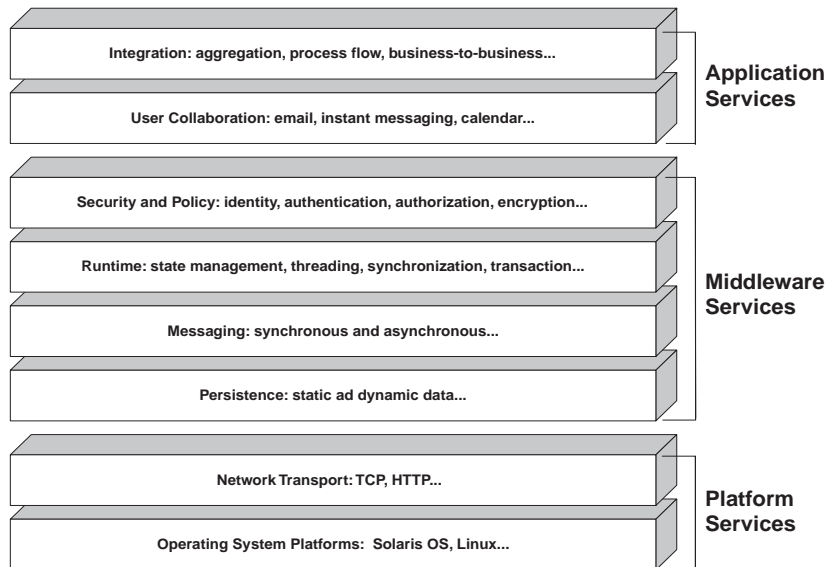 Integration: aggregation, process flow, business-to-business...
Application
Services
User Collaboration: email, instant messaging, calendar...
Security and Policy: identity, authentication, authorization, encryption...
Runtime: state management, threading, synchronization, transaction...
Middleware
Services
Messaging: synchronous and asynchronous...
Persistence: static ad dynamic data...
Network Transport: TCP, HTTP...
Platform
Services
Operating System Platforms: Solaris OS, Linux...